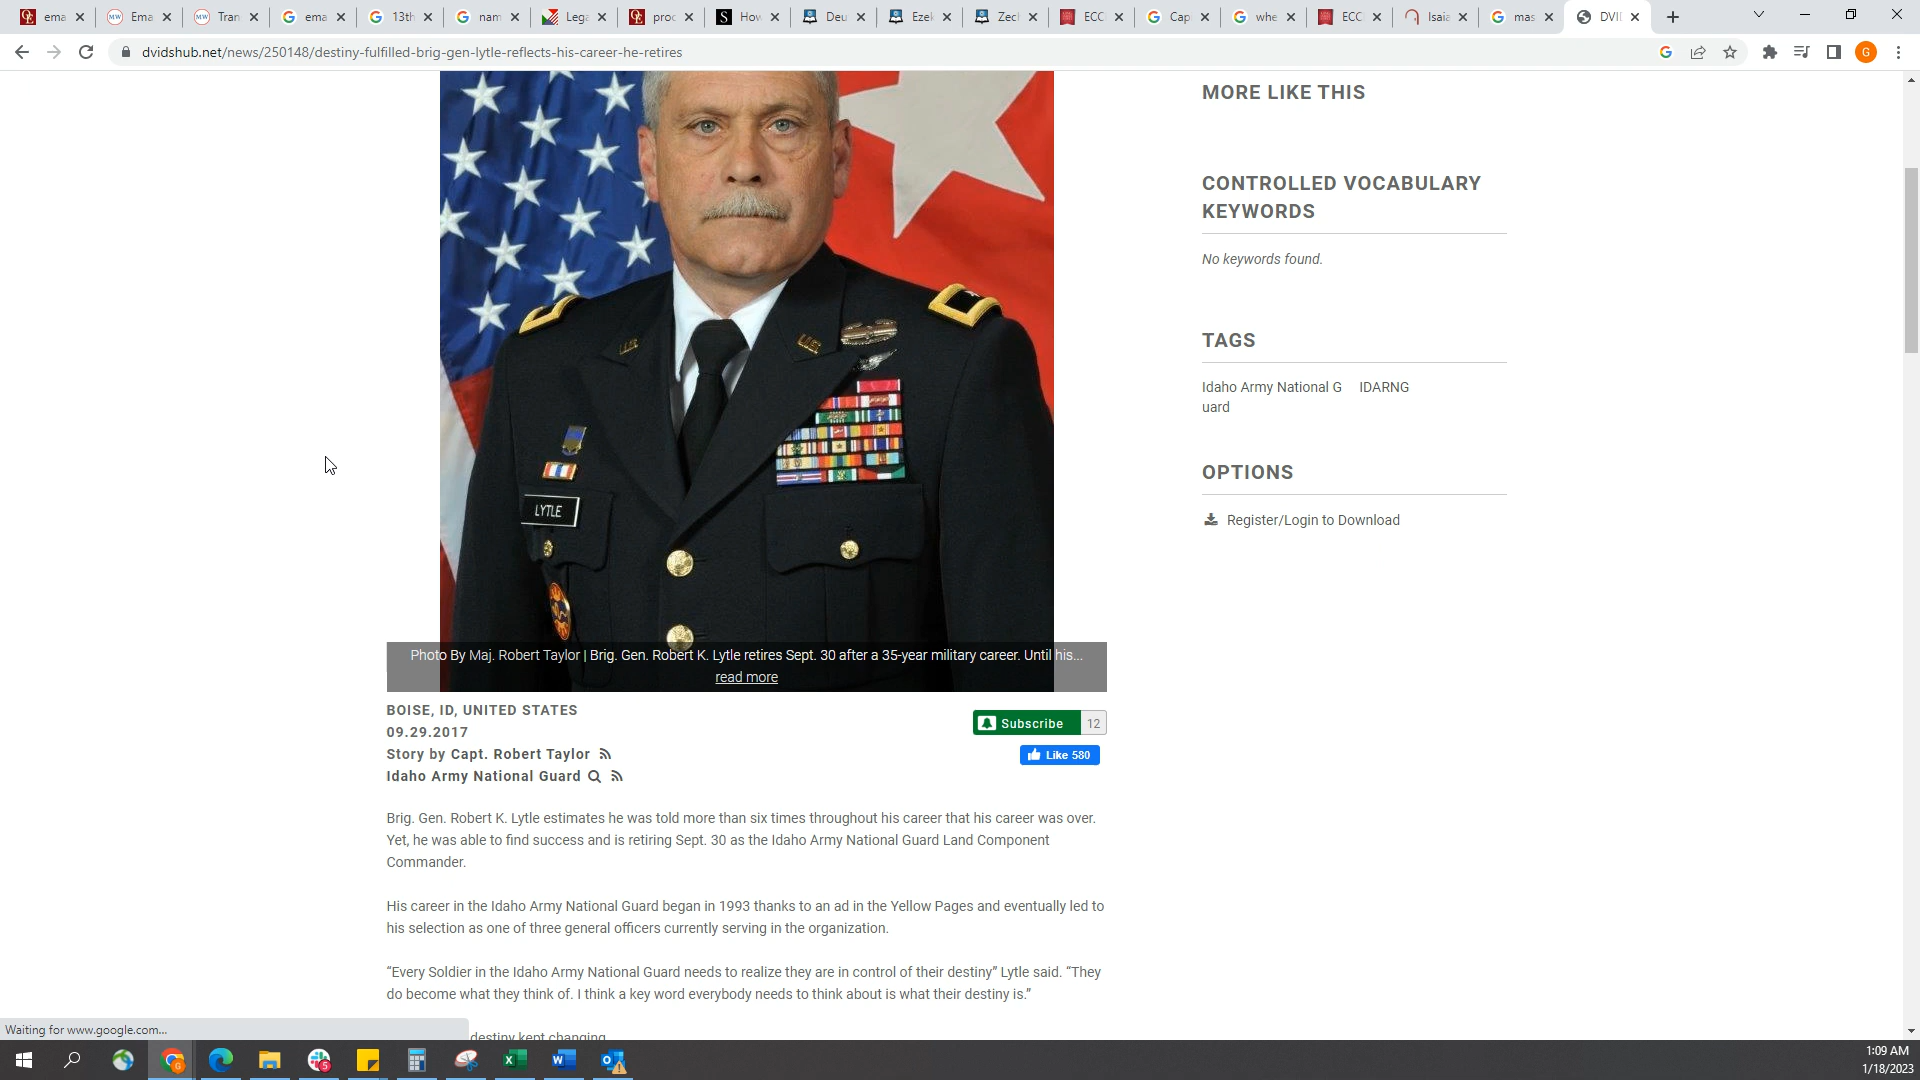 ema
Ema
Tran
ema
13th
nam
Lega
proc
How
Deu
Ezek
Zech
ECC
Cap
whe
ECC
Isaia
mas
DVI
dvidshub.net/news/250148/destiny-fulfilled-brig-gen-lytle-reflects-his-career-he-retires
G
LYTLE
Photo By Maj. Robert Taylor | Brig. Gen. Robert K. Lytle retires Sept. 30 after a 35-year military career. Until his...
read more
BOISE, ID, UNITED STATES
09.29.2017
Story by Capt. Robert Taylor
Idaho Army National Guard
Subscribe 12
Like 580
Brig. Gen. Robert K. Lytle estimates he was told more than six times throughout his career that his career was over.
Yet, he was able to find success and is retiring Sept. 30 as the Idaho Army National Guard Land Component
Commander.
His career in the Idaho Army National Guard began in 1993 thanks to an ad in the Yellow Pages and eventually led to
his selection as one of three general officers currently serving in the organization.
“Every Soldier in the Idaho Army National Guard needs to realize they are in control of their destiny” Lytle said. “They
do become what they think of. I think a key word everybody needs to think about is what their destiny is.”
destiny kept changing
MORE LIKE THIS
CONTROLLED VOCABULARY
KEYWORDS
No keywords found.
TAGS
Idaho Army National G IDARNG
uard
OPTIONS
Register/Login to Download
Waiting for www.google.com...
1:09 AM
1/18/2023